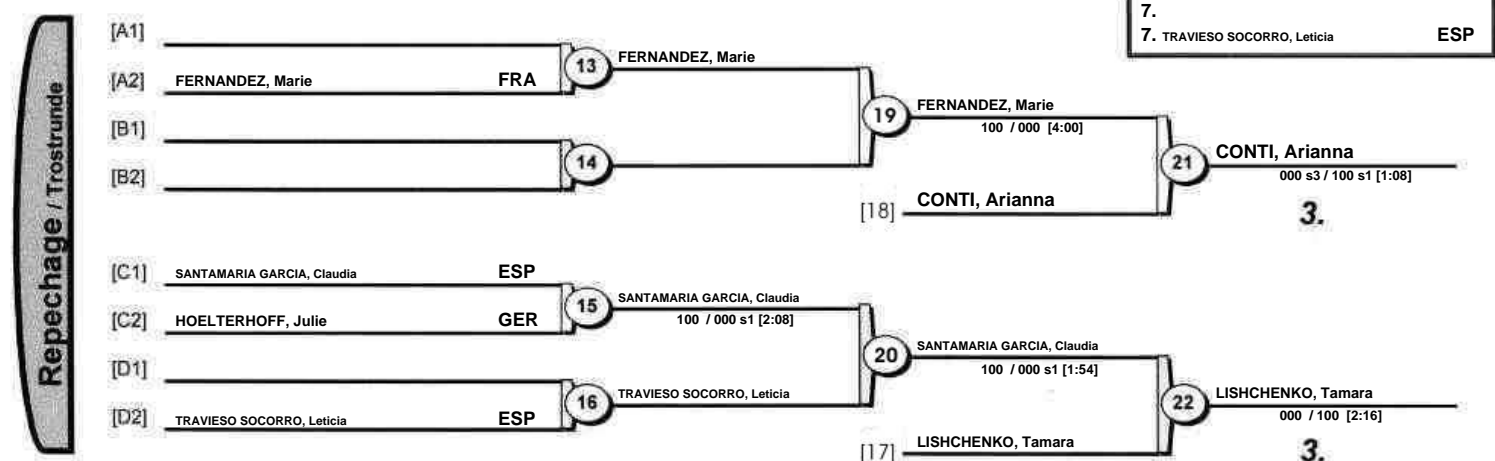 7.
7. TRAVIESO SOCORRO, Leticia ESP
Repechage / Trostrunde
[A1]
[A2] FERNANDEZ, Marie FRA
13
FERNANDEZ, Marie
[B1]
[B2]
14
19
FERNANDEZ, Marie
100 / 000 [4:00]
[18] CONTI, Arianna
21
CONTI, Arianna
000 s3 / 100 s1 [1:08]
3.
[C1] SANTAMARIA GARCIA, Claudia ESP
[C2] HOELTERHOFF, Julie GER
15
SANTAMARIA GARCIA, Claudia
100 / 000 s1 [2:08]
[D1]
[D2] TRAVIESO SOCORRO, Leticia ESP
16
TRAVIESO SOCORRO, Leticia
20
SANTAMARIA GARCIA, Claudia
100 / 000 s1 [1:54]
[17] LISHCHENKO, Tamara
22
LISHCHENKO, Tamara
000 / 100 [2:16]
3.